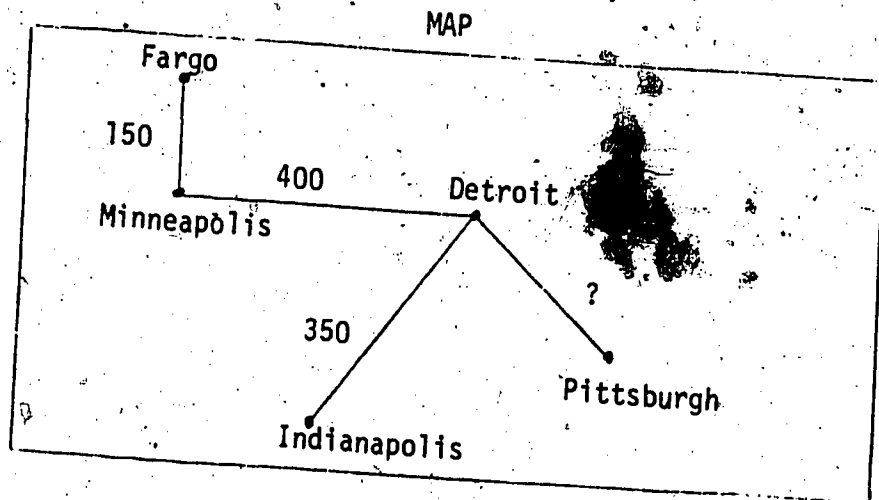 MAP
Fargo
150
400
Detroit
Minneapolis
?
350
Pittsburgh
Indianapolis